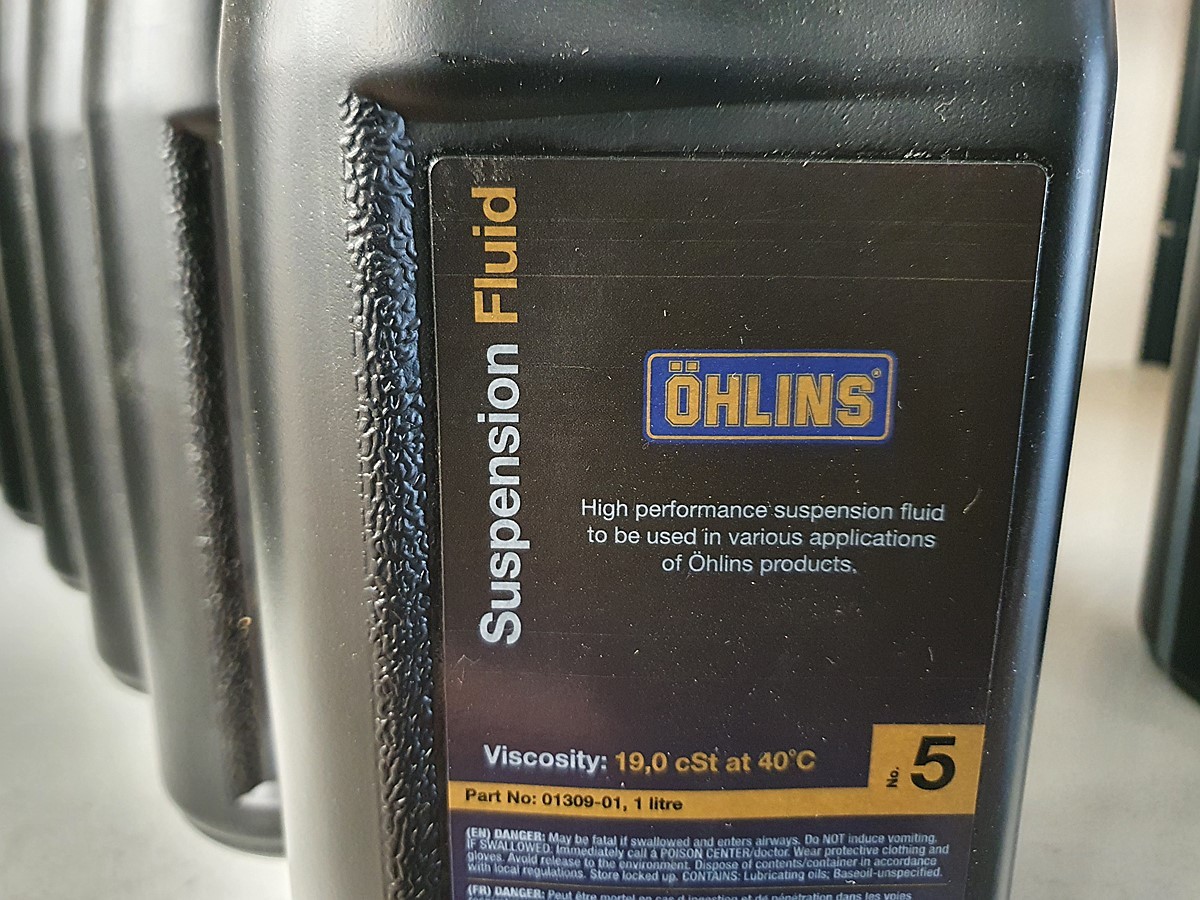 Suspension Fluid
ÖHLINS®
High performance suspension fluid
to be used in various applications
of Öhlins products.
Viscosity: 19,0 cSt at 40°C
No. 5
Part No: 01309-01, 1 litre
(EN) DANGER: May be fatal if swallowed and enters airways. Do NOT induce vomiting.
IF SWALLOWED: Immediately call a POISON CENTER/doctor. Wear protective clothing and
gloves. Avoid release to the environment. Dispose of contents/container in accordance
with local regulations. Store locked up. CONTAINS: Lubricating oils; Baseoil-unspecified.
(FR) DANGER: Peut être mortel en cas d ingestion et de pénétration dans les voies